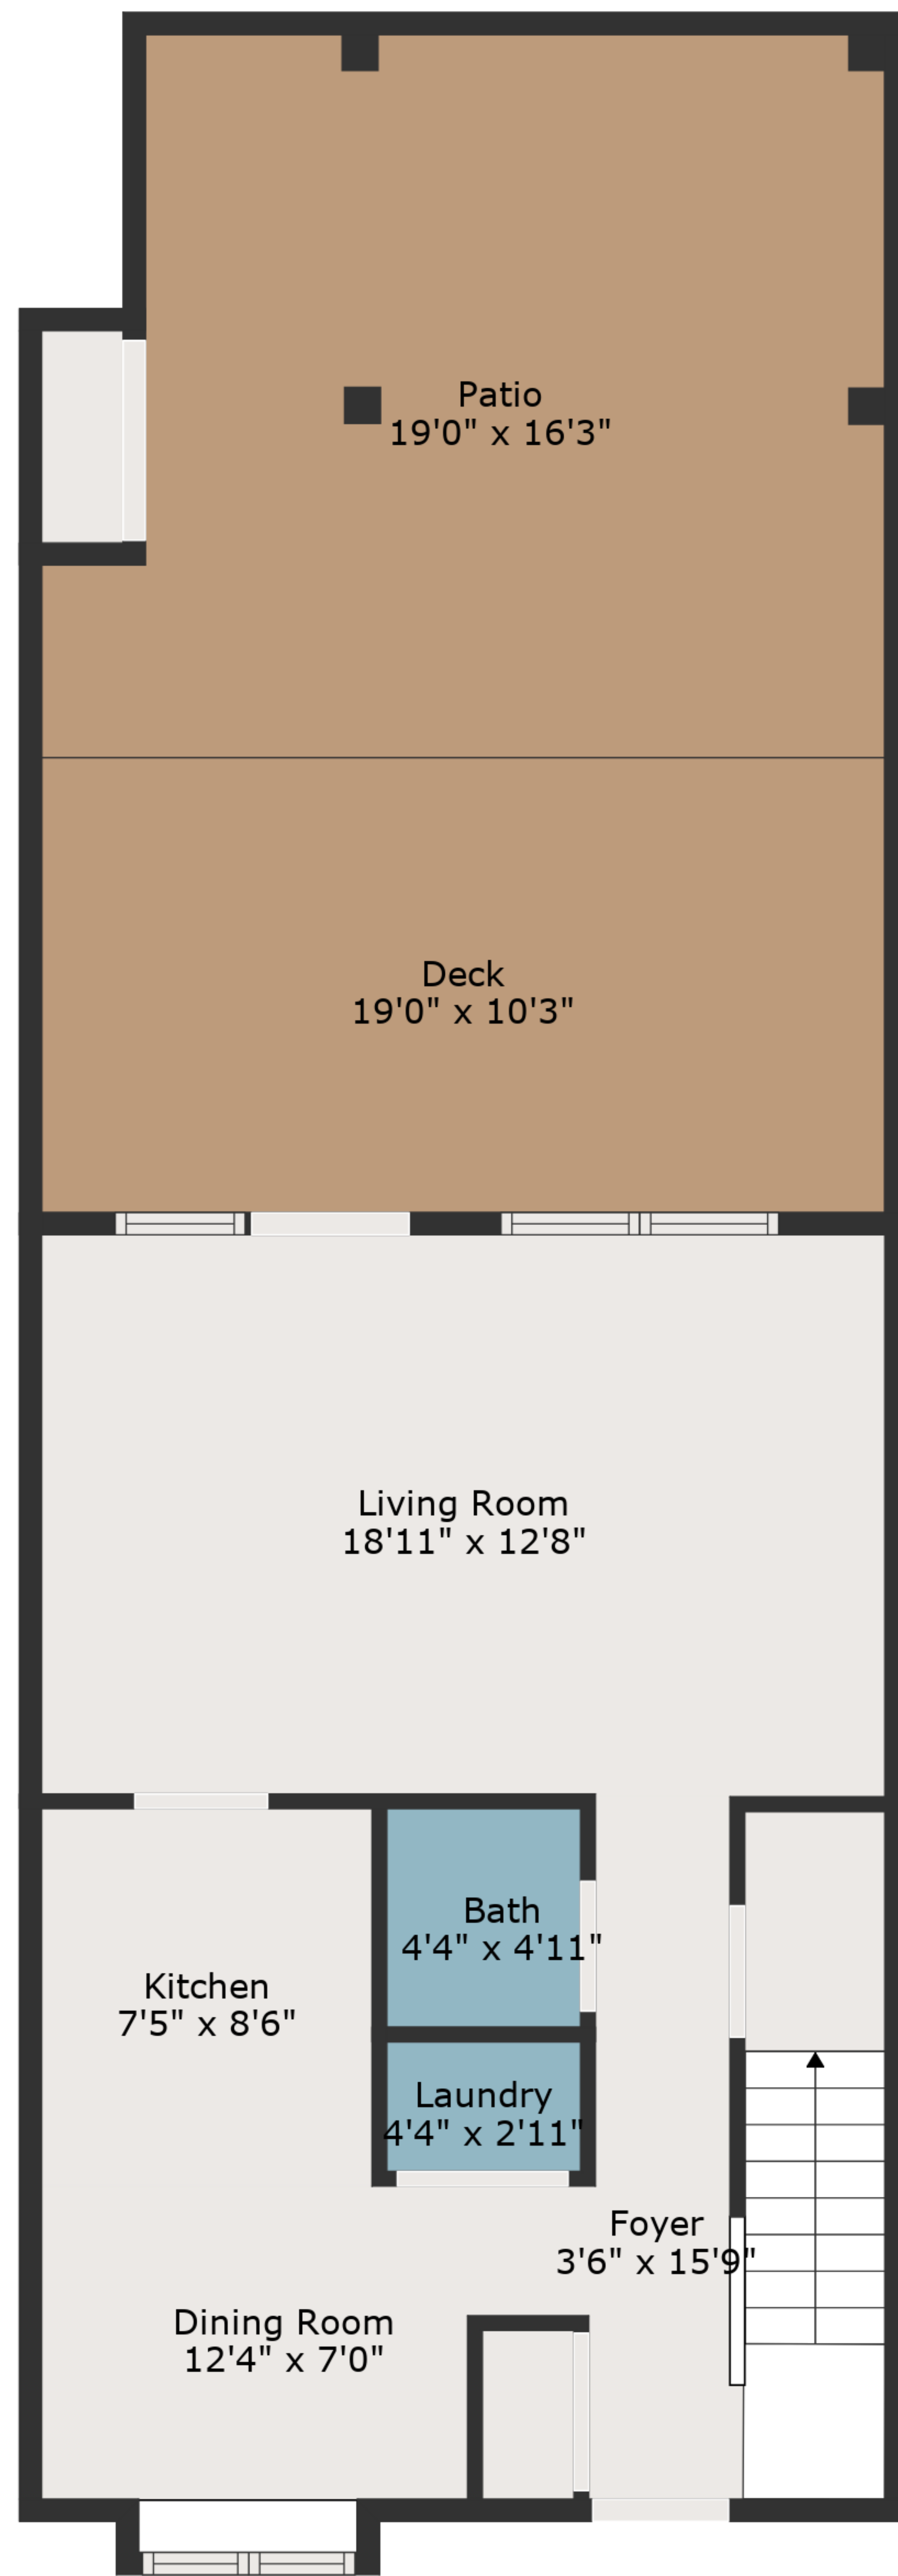 Patio
19'0" x 16'3"
Deck
19'0" x 10'3"
Living Room
18'11" x 12'8"
Bath
4'4" x 4'11"
Kitchen
7'5" x 8'6"
Laundry
4'4" x 2'11"
Foyer
3'6" x 15'9"
Dining Room
12'4" x 7'0"